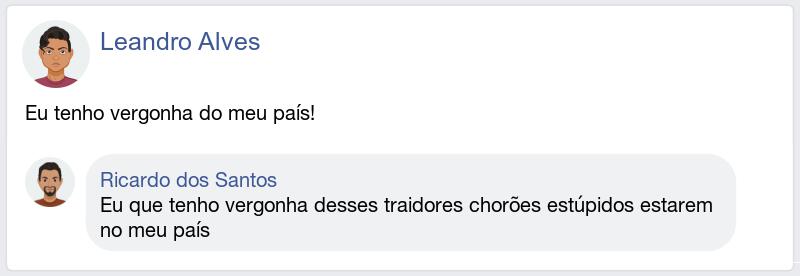 Leandro Alves
Eu tenho vergonha do meu país!
Ricardo dos Santos
Eu que tenho vergonha desses traidores chorões estúpidos estarem
no meu país